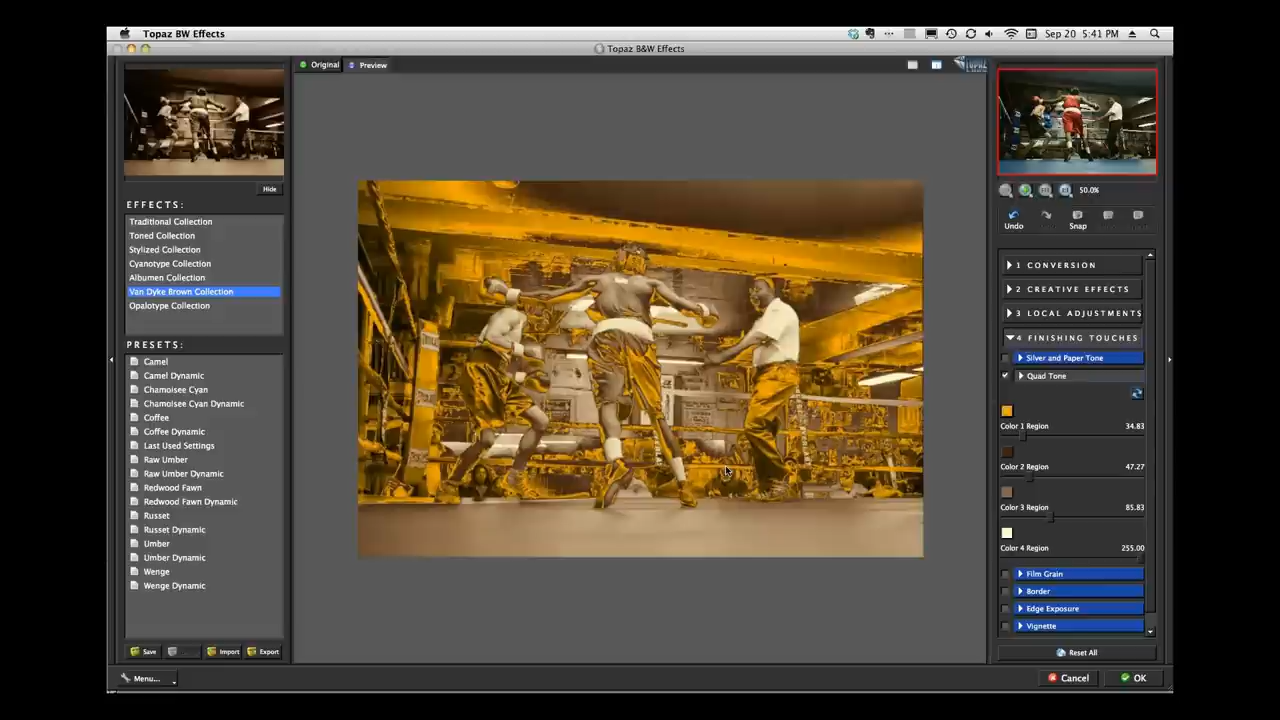 Topaz BW Effects
Sep 20 5:41 PM
Topaz B&W Effects
Original
Preview
TOPAZ
Hide
50.0%
Undo
Snap
EFFECTS:
Traditional Collection
Toned Collection
Stylized Collection
Cyanotype Collection
Albumen Collection
Van Dyke Brown Collection
Opalotype Collection
PRESETS:
Camel
Camel Dynamic
Chamoisee Cyan
Chamoisee Cyan Dynamic
Coffee
Coffee Dynamic
Last Used Settings
Raw Umber
Raw Umber Dynamic
Redwood Fawn
Redwood Fawn Dynamic
Russet
Russet Dynamic
Umber
Umber Dynamic
Wenge
Wenge Dynamic
Save
Import
Export
Menu...
1 CONVERSION
2 CREATIVE EFFECTS
3 LOCAL ADJUSTMENTS
4 FINISHING TOUCHES
Silver and Paper Tone
Quad Tone
Color 1 Region 34.83
Color 2 Region 47.27
Color 3 Region 85.83
Color 4 Region 255.00
Film Grain
Border
Edge Exposure
Vignette
Reset All
Cancel
OK